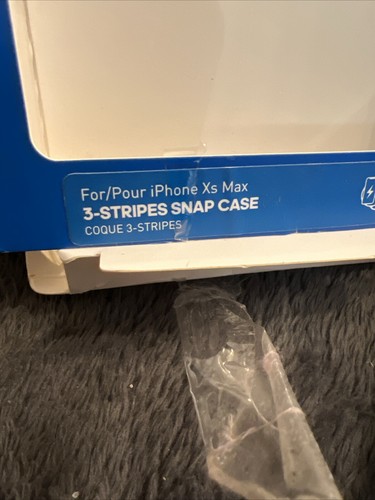 For/Pour iPhone Xs Max
3-STRIPES SNAP CASE
COQUE 3-STRIPES